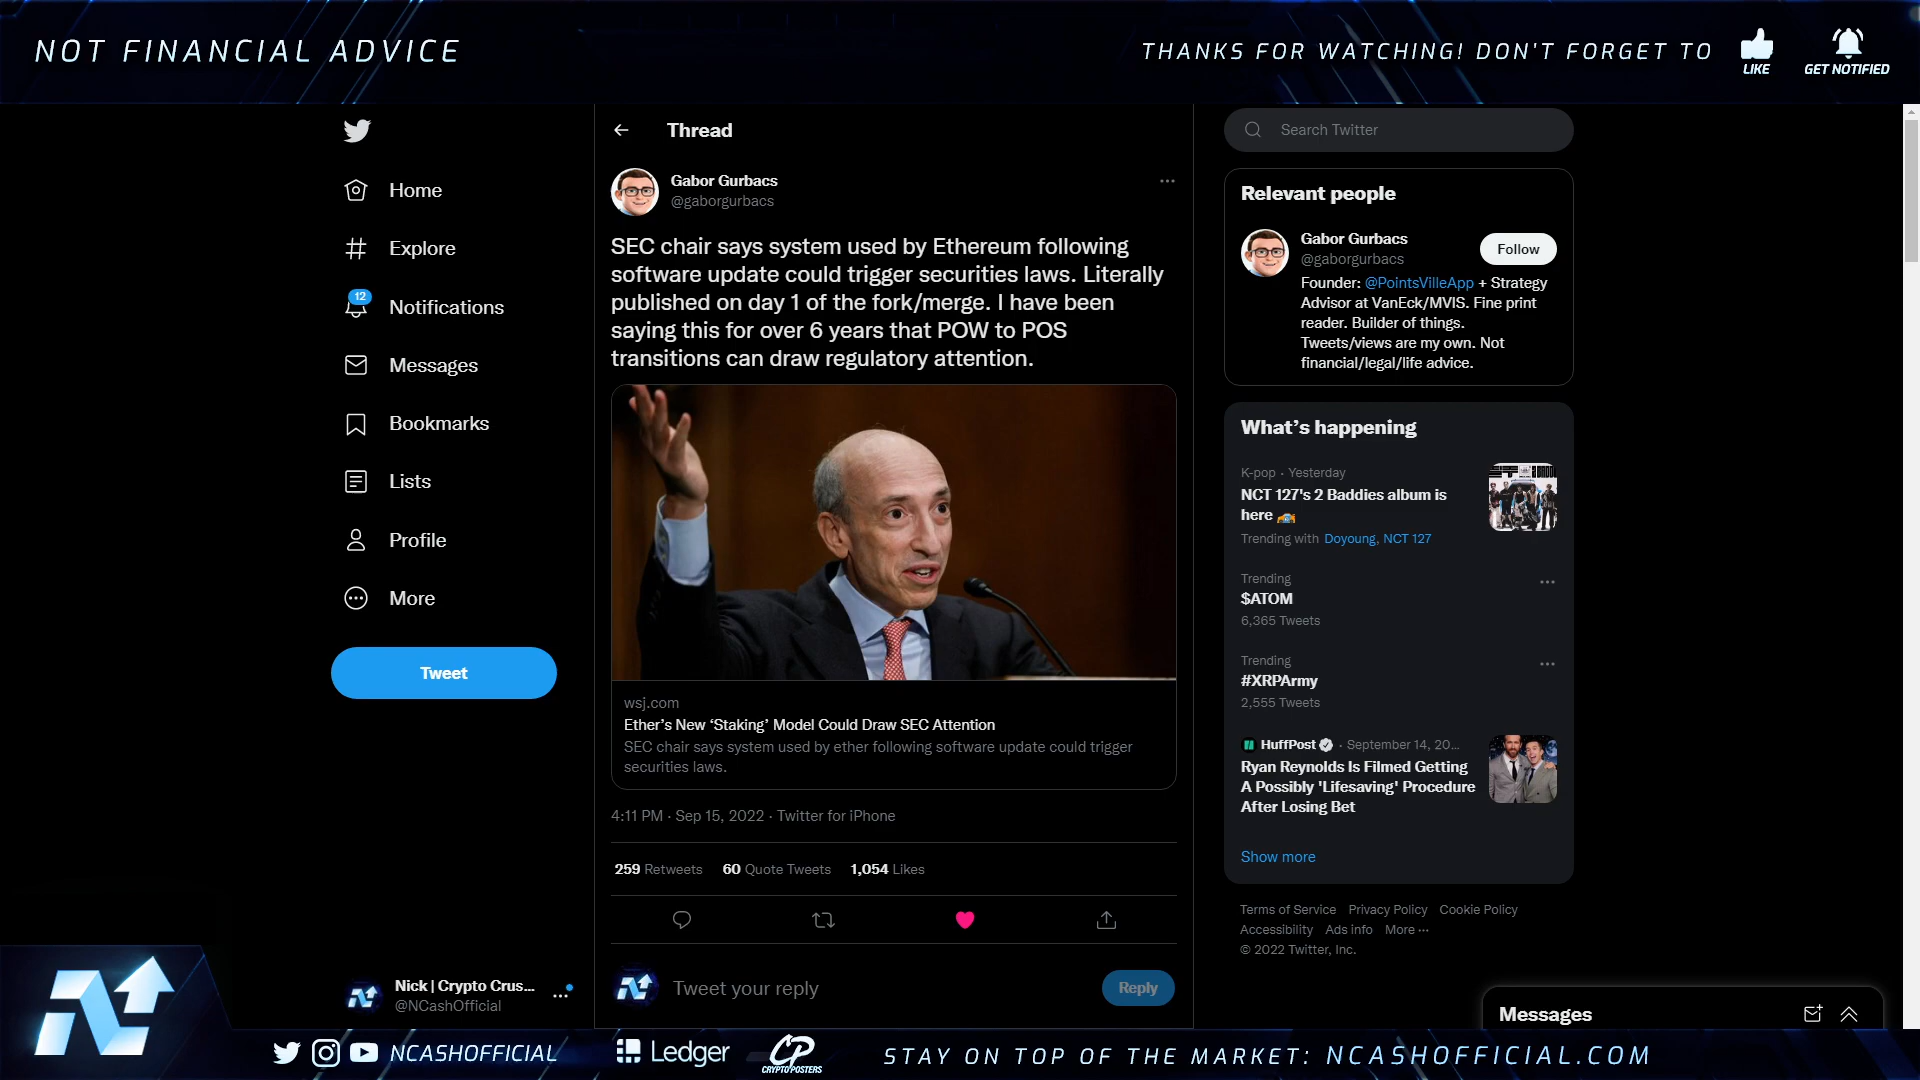 NOT FINANCIAL ADVICE
THANKS FOR WATCHING! DON'T FORGET TO
LIKE
GET NOTIFIED
Home
Explore
12
Notifications
Messages
Bookmarks
Lists
Profile
More
Tweet
Nick | Crypto Crus...
@NCashOfficial
Thread
Gabor Gurbacs
@gaborgurbacs
SEC chair says system used by Ethereum following
software update could trigger securities laws. Literally
published on day 1 of the fork/merge. I have been
saying this for over 6 years that POW to POS
transitions can draw regulatory attention.
wsj.com
Ether's New ‘Staking’ Model Could Draw SEC Attention
SEC chair says system used by ether following software update could trigger
securities laws.
4:11 PM · Sep 15, 2022 · Twitter for iPhone
259 Retweets 60 Quote Tweets 1,054 Likes
Tweet your reply
Reply
Search Twitter
Relevant people
Gabor Gurbacs
@gaborgurbacs
Follow
Founder: @PointsVilleApp + Strategy
Advisor at VanEck/MVIS. Fine print
reader. Builder of things.
Tweets/views are my own. Not
financial/legal/life advice.
What’s happening
K-pop · Yesterday
NCT 127's 2 Baddies album is
here
Trending with Doyoung, NCT 127
Trending
$ATOM
6,365 Tweets
Trending
#XRPArmy
2,555 Tweets
HuffPost · September 14, 20...
Ryan Reynolds Is Filmed Getting
A Possibly 'Lifesaving' Procedure
After Losing Bet
Show more
Terms of Service Privacy Policy Cookie Policy
Accessibility Ads info More ···
© 2022 Twitter, Inc.
Messages
NCASHOFFICIAL
Ledger
CP
CRYPTO POSTERS
STAY ON TOP OF THE MARKET: NCASHOFFICIAL.COM